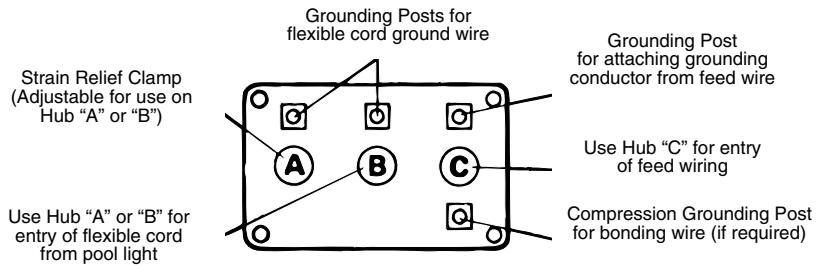 Grounding Posts for
flexible cord ground wire
Grounding Post
for attaching grounding
conductor from feed wire
Strain Relief Clamp
(Adjustable for use on
Hub “A” or “B”)
A B C
Use Hub “C” for entry
of feed wiring
Use Hub “A” or “B” for
entry of flexible cord
from pool light
Compression Grounding Post
for bonding wire (if required)